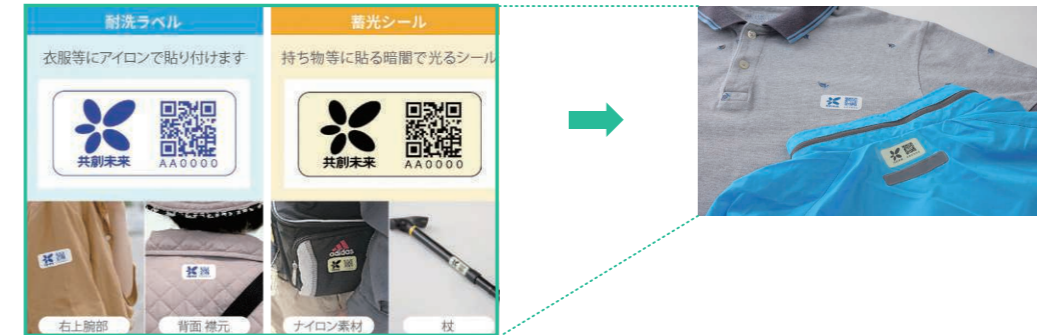 耐洗ラベル
衣服等にアイロンで貼り付けます
共創未来
AA0000
右上腕部
背面 襟元
蓄光シール
持ち物等に貼る暗闇で光るシール
共創未来
AA0000
adidas
ナイロン素材
杖